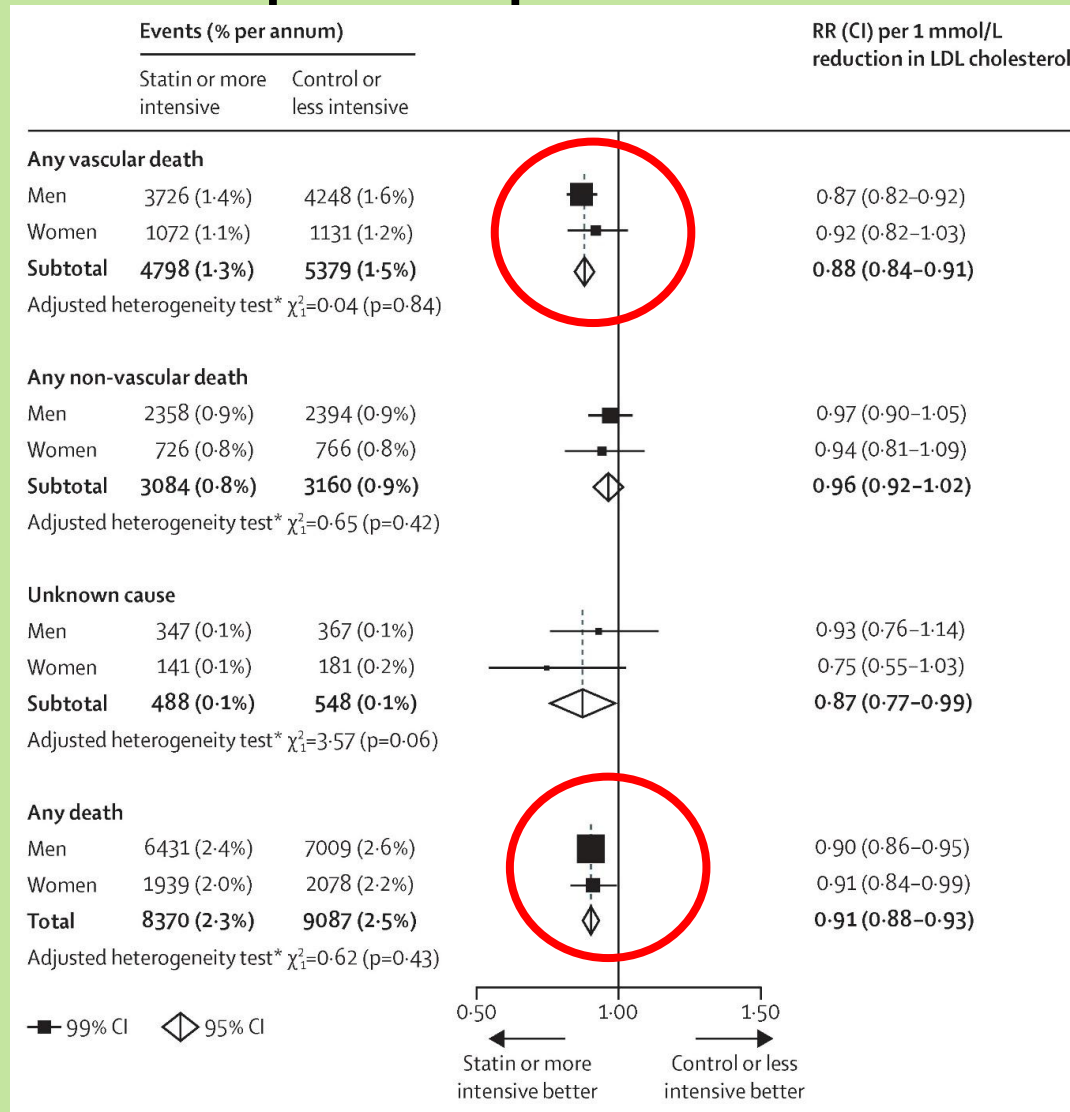 Events (% per annum)
RR (CI) per 1 mmol/L
reduction in LDL cholesterol
Statin or more
intensive
Control or
less intensive
Any vascular death
Men 3726 (1·4%) 4248 (1·6%) 0·87 (0·82–0·92)
Women 1072 (1·1%) 1131 (1·2%) 0·92 (0·82–1·03)
Subtotal 4798 (1·3%) 5379 (1·5%) 0·88 (0·84–0·91)
Adjusted heterogeneity test* χ²₁=0·04 (p=0·84)
Any non-vascular death
Men 2358 (0·9%) 2394 (0·9%) 0·97 (0·90–1·05)
Women 726 (0·8%) 766 (0·8%) 0·94 (0·81–1·09)
Subtotal 3084 (0·8%) 3160 (0·9%) 0·96 (0·92–1·02)
Adjusted heterogeneity test* χ²₁=0·65 (p=0·42)
Unknown cause
Men 347 (0·1%) 367 (0·1%) 0·93 (0·76–1·14)
Women 141 (0·1%) 181 (0·2%) 0·75 (0·55–1·03)
Subtotal 488 (0·1%) 548 (0·1%) 0·87 (0·77–0·99)
Adjusted heterogeneity test* χ²₁=3·57 (p=0·06)
Any death
Men 6431 (2·4%) 7009 (2·6%) 0·90 (0·86–0·95)
Women 1939 (2·0%) 2078 (2·2%) 0·91 (0·84–0·99)
Total 8370 (2·3%) 9087 (2·5%) 0·91 (0·88–0·93)
Adjusted heterogeneity test* χ²₁=0·62 (p=0·43)
99% CI 95% CI
0·50 1·00 1·50
Statin or more
intensive better
Control or less
intensive better